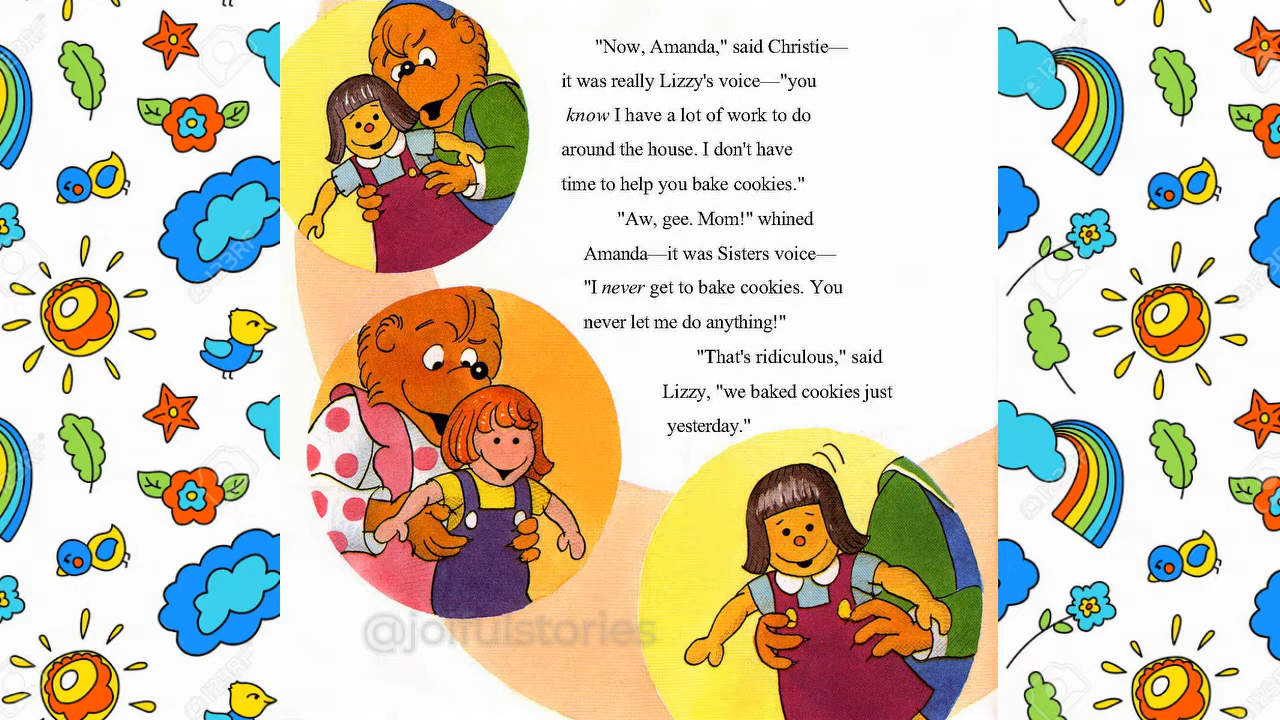 "Now, Amanda," said Christie—
it was really Lizzy's voice—"you
know I have a lot of work to do
around the house. I don't have
time to help you bake cookies."
"Aw, gee. Mom!" whined
Amanda—it was Sisters voice—
"I never get to bake cookies. You
never let me do anything!"
"That's ridiculous," said
Lizzy, "we baked cookies just
yesterday."
@joifulstories